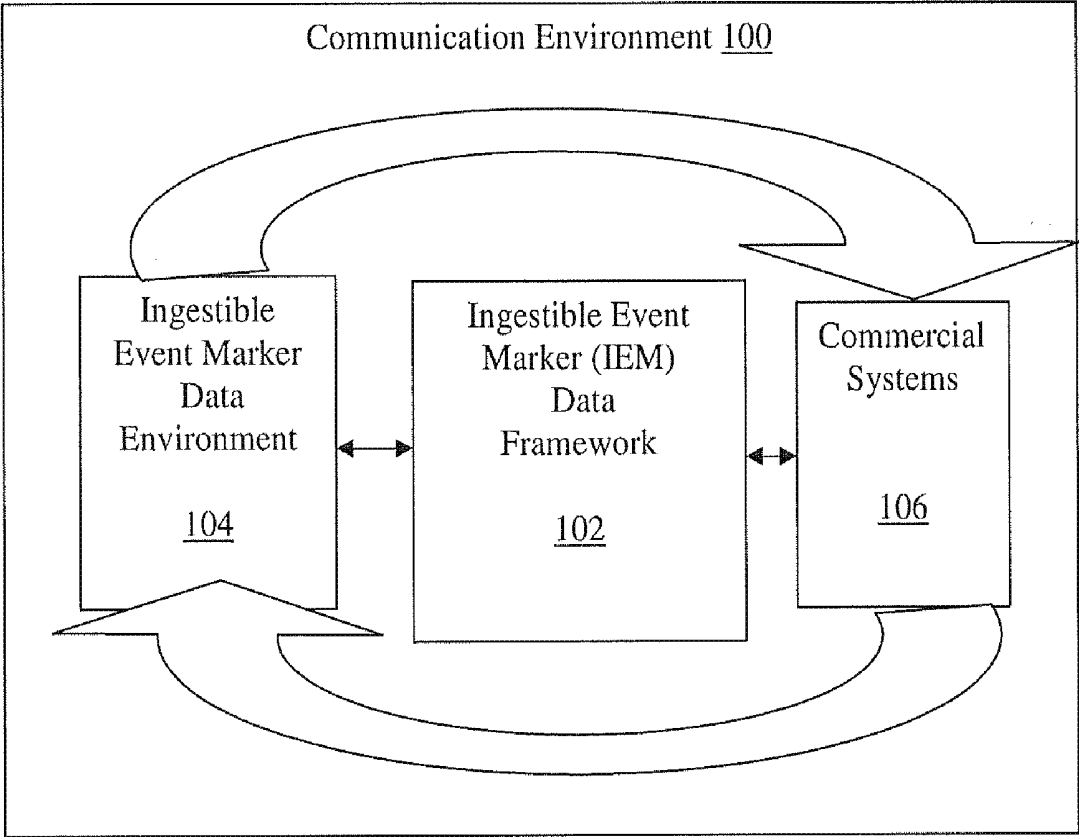 Communication Environment 100
Ingestible
Event Marker
Data
Environment
104
Ingestible Event
Marker (IEM)
Data
Framework
102
Commercial
Systems
106